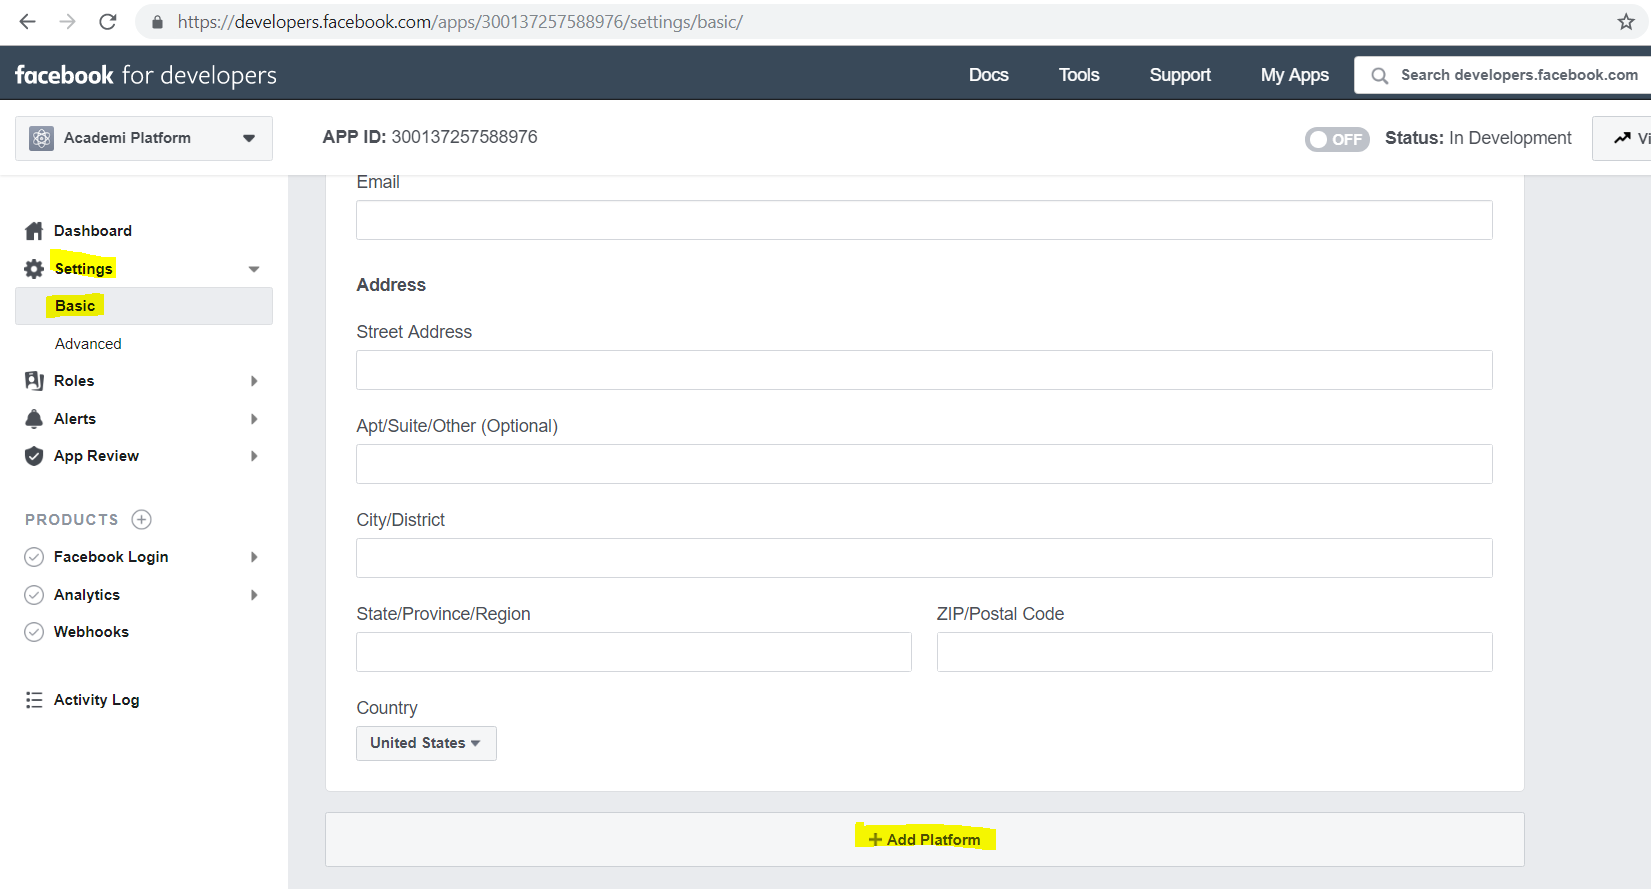 https://developers.facebook.com/apps/300137257588976/settings/basic/
facebook for developers
Docs
Tools
Support
My Apps
Search developers.facebook.com
Academi Platform
APP ID: 300137257588976
OFF
Status: In Development
Vi
Dashboard
Settings
Basic
Advanced
Roles
Alerts
App Review
PRODUCTS
Facebook Login
Analytics
Webhooks
Activity Log
Email
Address
Street Address
Apt/Suite/Other (Optional)
City/District
State/Province/Region
ZIP/Postal Code
Country
United States
+ Add Platform